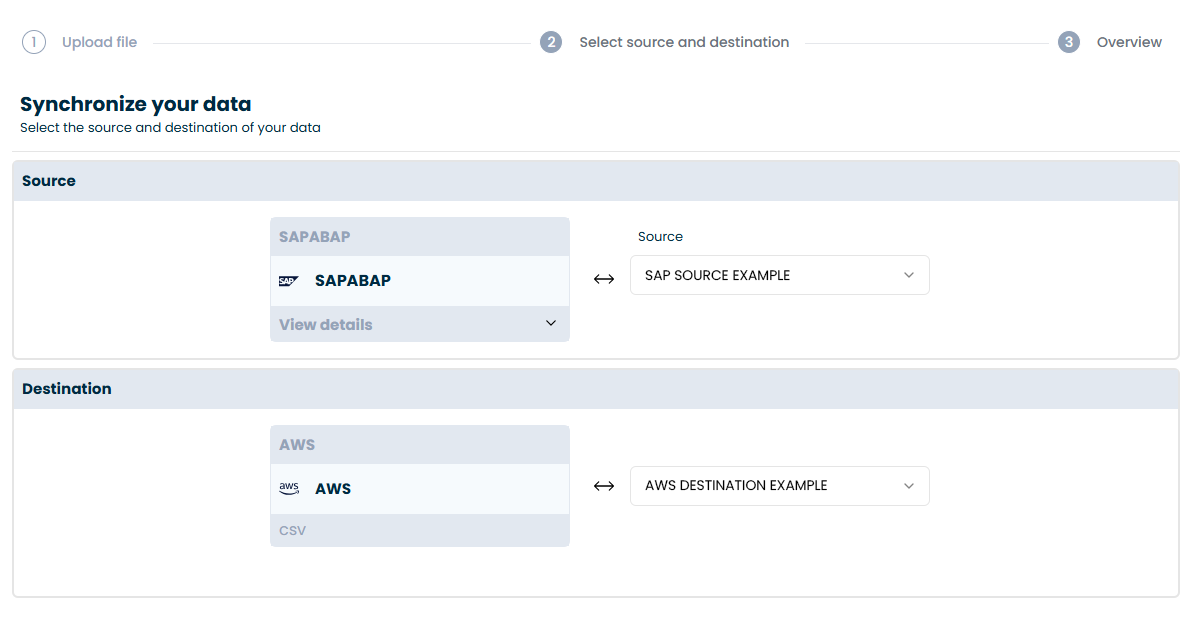 1 Upload file 2 Select source and destination 3 Overview
Synchronize your data
Select the source and destination of your data
Source
SAPABAP
Source
SAP SAPABAP
SAP SOURCE EXAMPLE
View details
Destination
AWS
aws AWS
AWS DESTINATION EXAMPLE
CSV